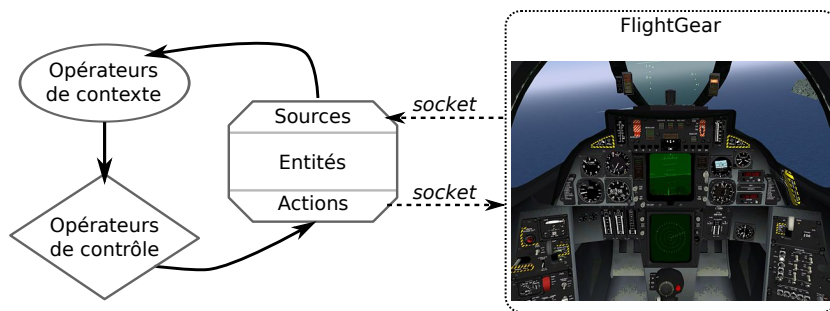 FlightGear
Opérateurs
de contexte
Sources
Entités
Actions
socket
socket
Opérateurs
de contrôle